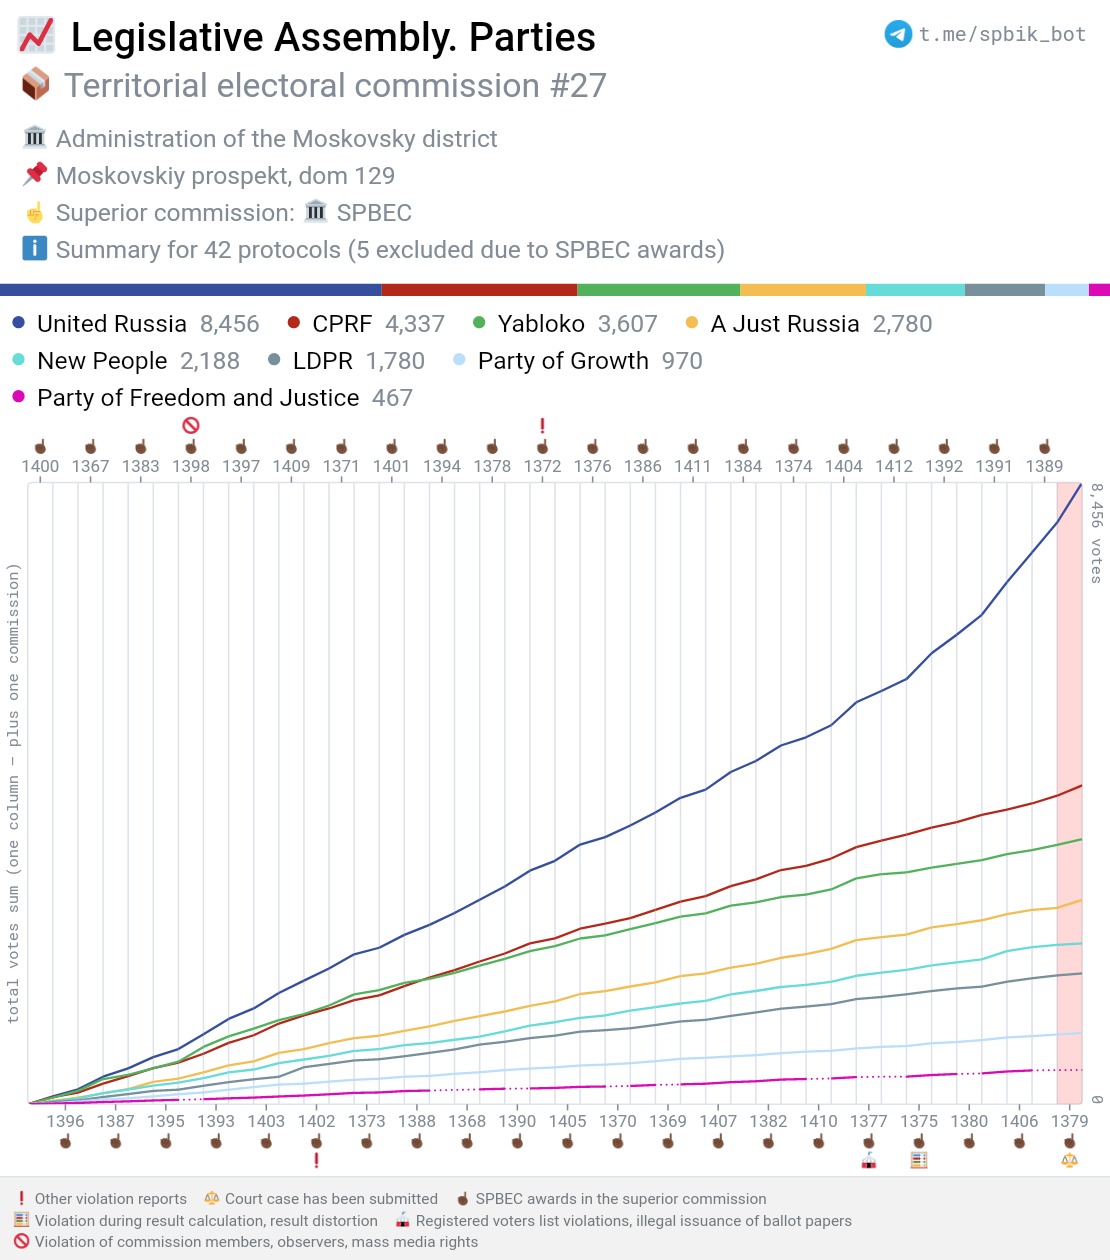 Legislative Assembly. Parties
t.me/spbik_bot
Territorial electoral commission #27
Administration of the Moskovsky district
Moskovskiy prospekt, dom 129
Superior commission: SPBEC
Summary for 42 protocols (5 excluded due to SPBEC awards)
United Russia 8,456 CPRF 4,337 Yabloko 3,607 A Just Russia 2,780
New People 2,188 LDPR 1,780 Party of Growth 970
Party of Freedom and Justice 467
1400 1367 1383 1398 1397 1409 1371 1401 1394 1378 1372 1376 1386 1411 1384 1374 1404 1412 1392 1391 1389
8,456 votes
total votes sum (one column – plus one commission)
0
1396 1387 1395 1393 1403 1402 1373 1388 1368 1390 1405 1370 1369 1407 1382 1410 1377 1375 1380 1406 1379
Other violation reports Court case has been submitted SPBEC awards in the superior commission
Violation during result calculation, result distortion Registered voters list violations, illegal issuance of ballot papers
Violation of commission members, observers, mass media rights